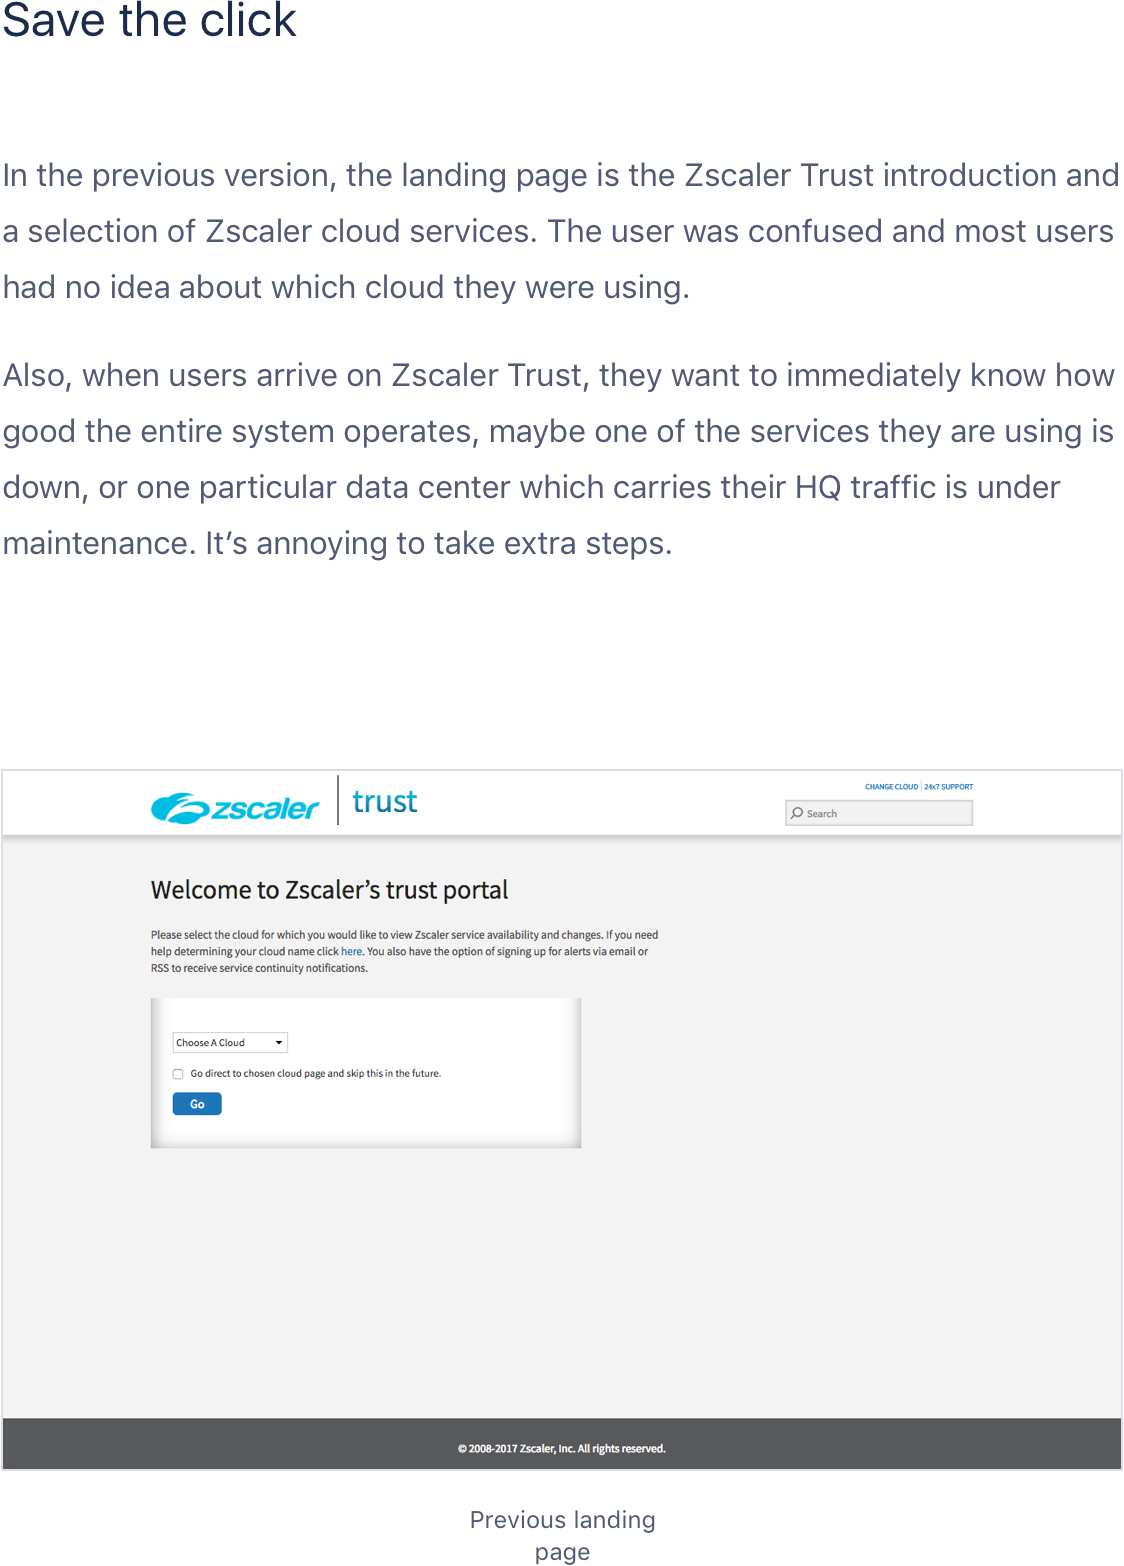 Save the click
In the previous version, the landing page is the Zscaler Trust introduction and
a selection of Zscaler cloud services. The user was confused and most users
had no idea about which cloud they were using.
Also, when users arrive on Zscaler Trust, they want to immediately know how
good the entire system operates, maybe one of the services they are using is
down, or one particular data center which carries their HQ traffic is under
maintenance. It’s annoying to take extra steps.
zscaler | trust
CHANGE CLOUD | 24x7 SUPPORT
Search
Welcome to Zscaler’s trust portal
Please select the cloud for which you would like to view Zscaler service availability and changes. If you need
help determining your cloud name click here. You also have the option of signing up for alerts via email or
RSS to receive service continuity notifications.
Choose A Cloud
Go direct to chosen cloud page and skip this in the future.
Go
© 2008-2017 Zscaler, Inc. All rights reserved.
Previous landing
page